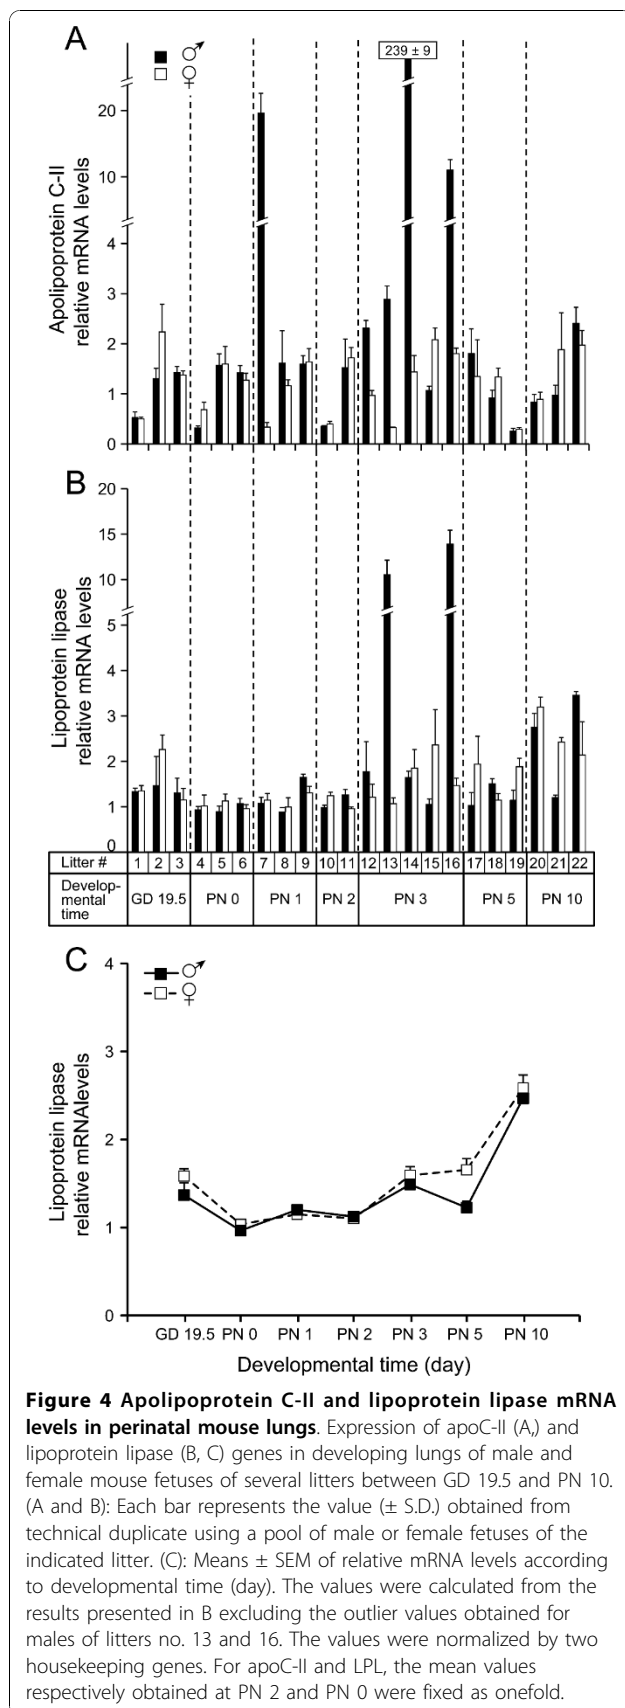 A
♂
♀
239 ± 9
20
10
4
3
2
1
0
Apolipoprotein C-II
relative mRNA levels
B
20
15
10
5
4
3
2
1
0
Lipoprotein lipase
relative mRNA levels
Litter # 1 2 3 4 5 6 7 8 9 10 11 12 13 14 15 16 17 18 19 20 21 22
Develop-
mental
time
GD 19.5 PN 0 PN 1 PN 2 PN 3 PN 5 PN 10
C
♂
♀
4
3
2
1
0
Lipoprotein lipase
relative mRNAlevels
GD 19.5 PN 0 PN 1 PN 2 PN 3 PN 5 PN 10
Developmental time (day)
Figure 4 Apolipoprotein C-II and lipoprotein lipase mRNA
levels in perinatal mouse lungs. Expression of apoC-II (A,) and
lipoprotein lipase (B, C) genes in developing lungs of male and
female mouse fetuses of several litters between GD 19.5 and PN 10.
(A and B): Each bar represents the value (± S.D.) obtained from
technical duplicate using a pool of male or female fetuses of the
indicated litter. (C): Means ± SEM of relative mRNA levels according
to developmental time (day). The values were calculated from the
results presented in B excluding the outlier values obtained for
males of litters no. 13 and 16. The values were normalized by two
housekeeping genes. For apoC-II and LPL, the mean values
respectively obtained at PN 2 and PN 0 were fixed as onefold.